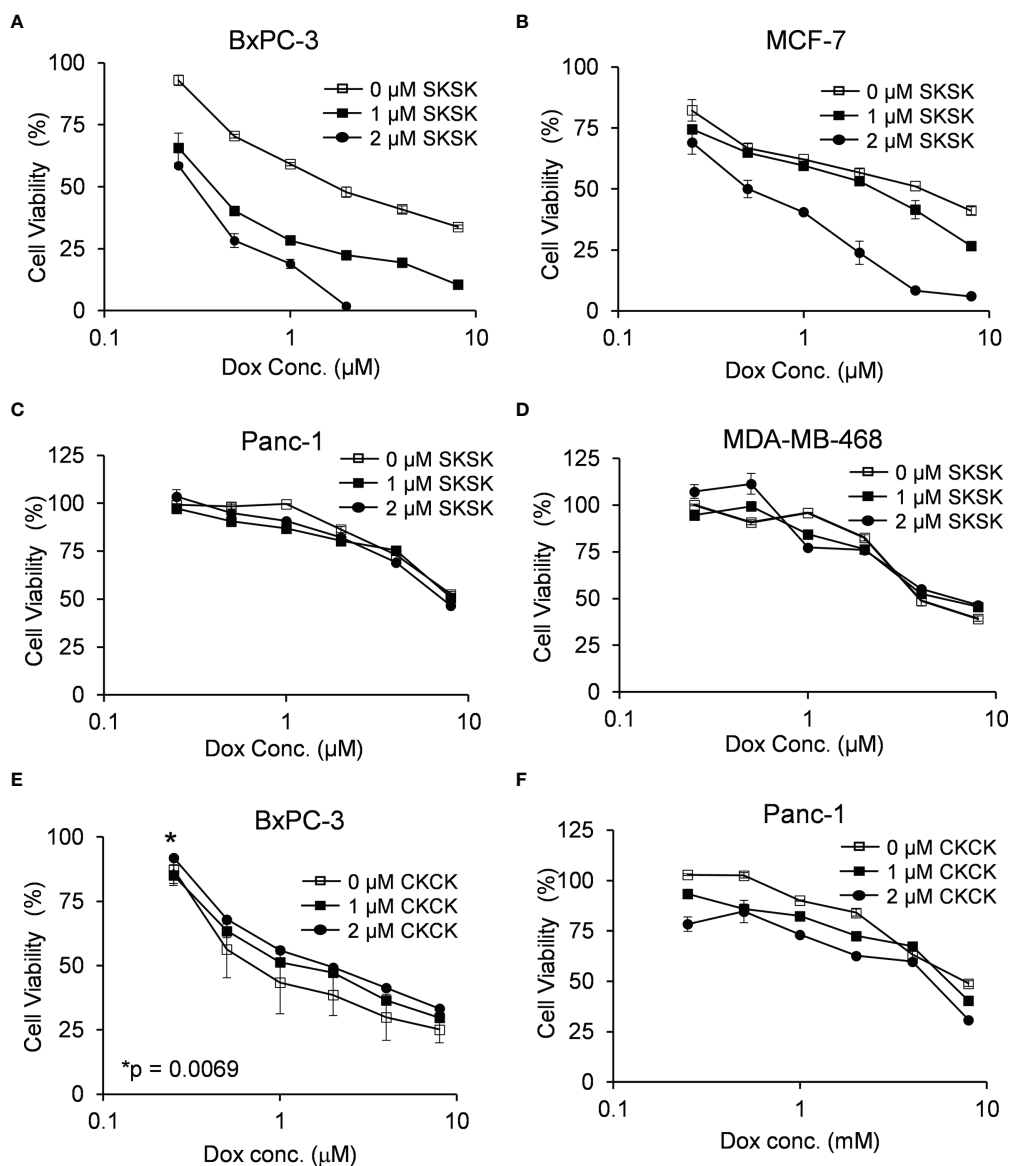 A
BxPC-3
100
75
50
25
0
0.1
1
10
Cell Viability (%)
Dox Conc. (µM)
0 µM SKSK
1 µM SKSK
2 µM SKSK
B
MCF-7
100
75
50
25
0
0.1
1
10
Cell Viability (%)
Dox Conc. (µM)
0 µM SKSK
1 µM SKSK
2 µM SKSK
C
Panc-1
125
100
75
50
25
0
0.1
1
10
Cell Viability (%)
Dox Conc. (µM)
0 µM SKSK
1 µM SKSK
2 µM SKSK
D
MDA-MB-468
125
100
75
50
25
0
0.1
1
10
Cell Viability (%)
Dox Conc. (µM)
0 µM SKSK
1 µM SKSK
2 µM SKSK
E
BxPC-3
100
75
50
25
0
0.1
1
10
Cell Viability (%)
Dox conc. (µM)
0 µM CKCK
1 µM CKCK
2 µM CKCK
*
*p = 0.0069
F
Panc-1
125
100
75
50
25
0
0.1
1
10
Cell Viability (%)
Dox conc. (mM)
0 µM CKCK
1 µM CKCK
2 µM CKCK